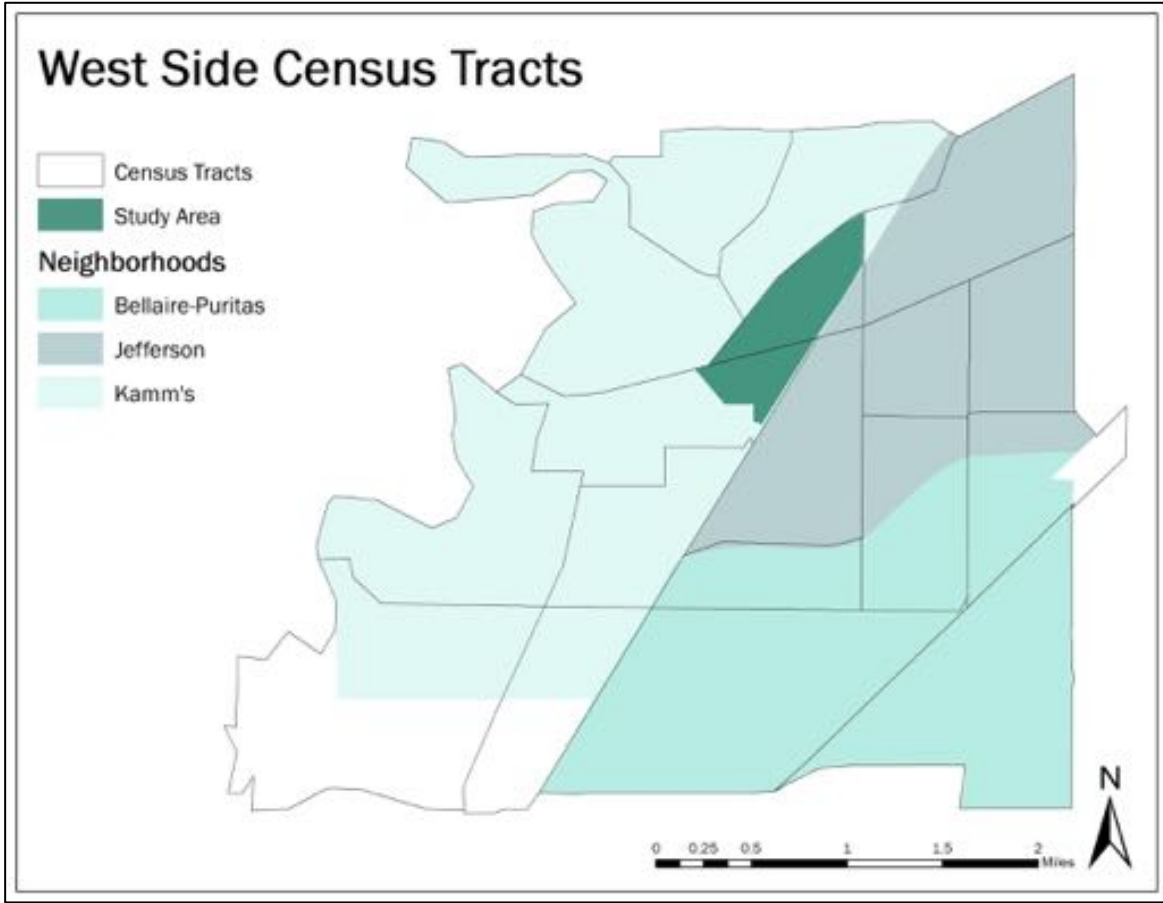 West Side Census Tracts
Census Tracts
Study Area
Neighborhoods
Bellaire-Puritas
Jefferson
Kamm's
N
0 0.25 0.5 1 1.5 2
Miles